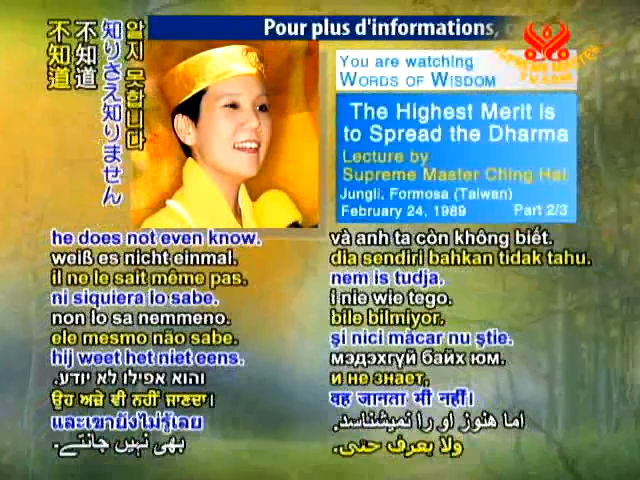 Pour plus d'informations, c
SUPREME MASTER TV
You are watching
WORDS OF WISDOM
The Highest Merit is
to Spread the Dharma
Lecture by
Supreme Master Ching Hai
Jungli, Formosa (Taiwan)
February 24, 1989 Part 2/3
不知道
不知道
知りさえ知りません
알지 못합니다
he does not even know.
weiß es nicht einmal.
il ne le sait même pas.
ni siquiera lo sabe.
non lo sa nemmeno.
ele mesmo não sabe.
hij weet het niet eens.
והוא אפילו לא יודע.
ਉਹ ਅਜੇ ਵੀ ਨਹੀਂ ਜਾਣਦਾ।
และเขายังไม่รู้เลย
بھی نہیں جانتے۔
và anh ta còn không biết.
dia sendiri bahkan tidak tahu.
nem is tudja.
i nie wie tego.
bile bilmiyor.
şi nici măcar nu ştie.
мэдэхгүй байх юм.
и не знает,
वह जानता भी नहीं।
اما هنوز او را نمیشناسد.
ولا يعرف حتى.